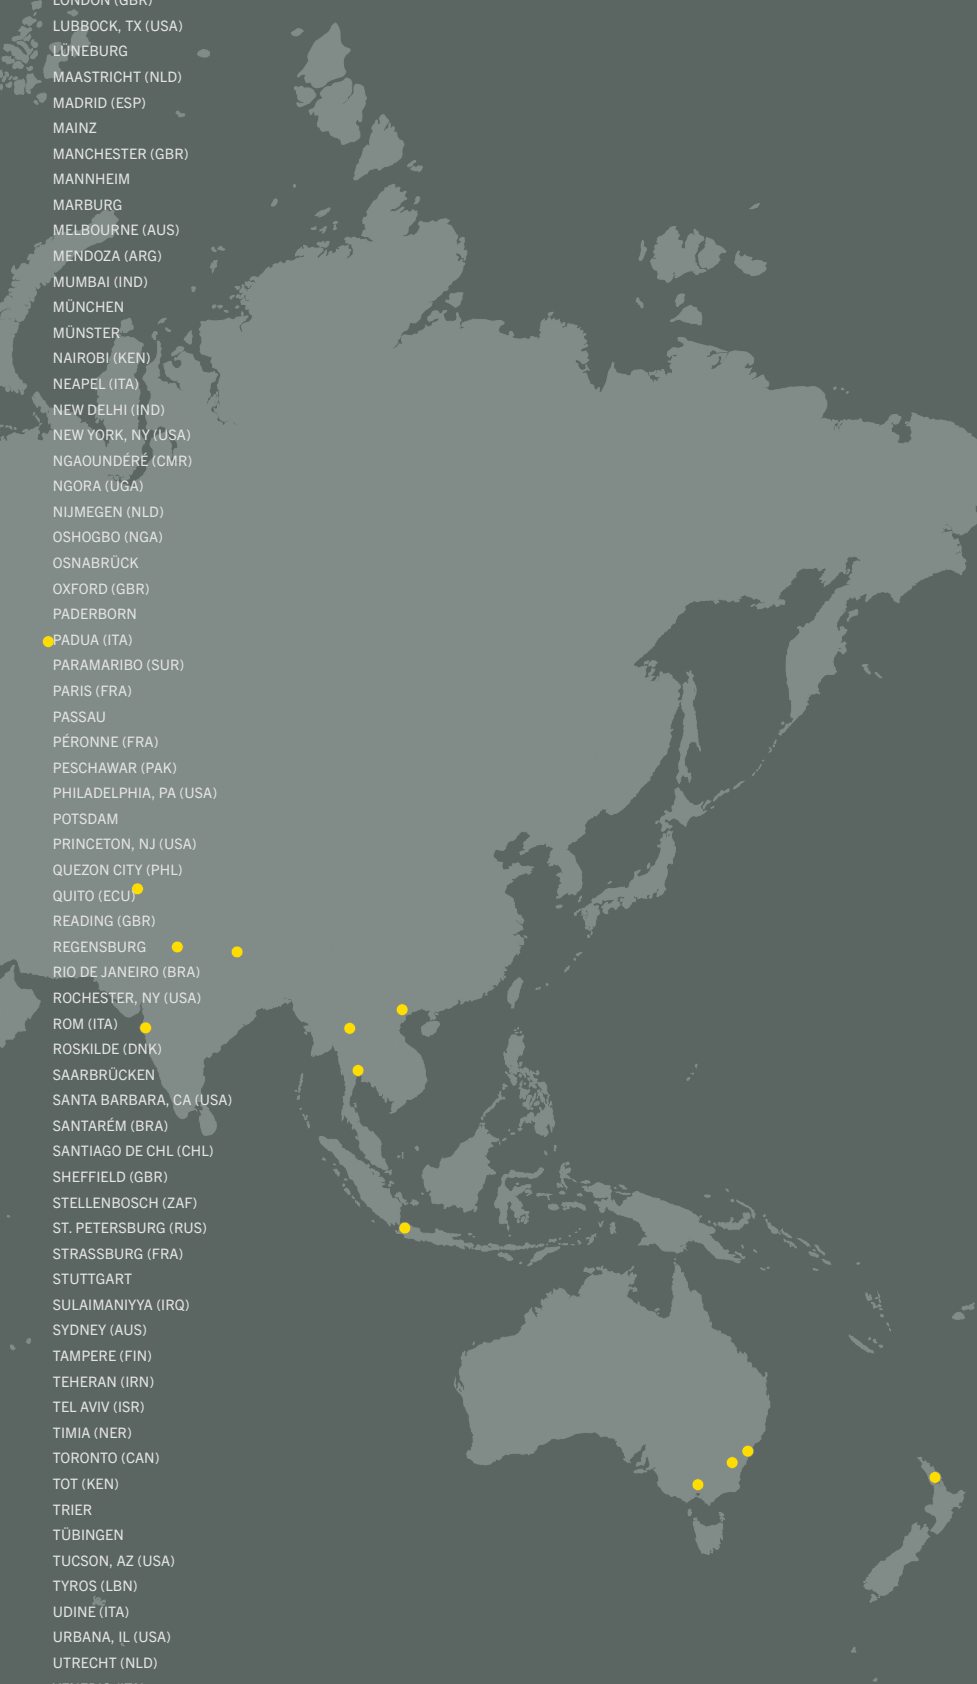 LONDON (GBR)
LUBBOCK, TX (USA)
LÜNEBURG
MAASTRICHT (NLD)
MADRID (ESP)
MAINZ
MANCHESTER (GBR)
MANNHEIM
MARBURG
MELBOURNE (AUS)
MENDOZA (ARG)
MUMBAI (IND)
MÜNCHEN
MÜNSTER
NAIROBI (KEN)
NEAPEL (ITA)
NEW DELHI (IND)
NEW YORK, NY (USA)
NGAOUNDÉRÉ (CMR)
NGORA (UGA)
NIJMEGEN (NLD)
OSHOGBO (NGA)
OSNABRÜCK
OXFORD (GBR)
PADERBORN
PADUA (ITA)
PARAMARIBO (SUR)
PARIS (FRA)
PASSAU
PÉRONNE (FRA)
PESCHAWAR (PAK)
PHILADELPHIA, PA (USA)
POTSDAM
PRINCETON, NJ (USA)
QUEZON CITY (PHL)
QUITO (ECU)
READING (GBR)
REGENSBURG
RIO DE JANEIRO (BRA)
ROCHESTER, NY (USA)
ROM (ITA)
ROSKILDE (DNK)
SAARBRÜCKEN
SANTA BARBARA, CA (USA)
SANTARÉM (BRA)
SANTIAGO DE CHL (CHL)
SHEFFIELD (GBR)
STELLENBOSCH (ZAF)
ST. PETERSBURG (RUS)
STRASSBURG (FRA)
STUTTGART
SULAIMANIYYA (IRQ)
SYDNEY (AUS)
TAMPERE (FIN)
TEHERAN (IRN)
TEL AVIV (ISR)
TIMIA (NER)
TORONTO (CAN)
TOT (KEN)
TRIER
TÜBINGEN
TUCSON, AZ (USA)
TYROS (LBN)
UDINE (ITA)
URBANA, IL (USA)
UTRECHT (NLD)